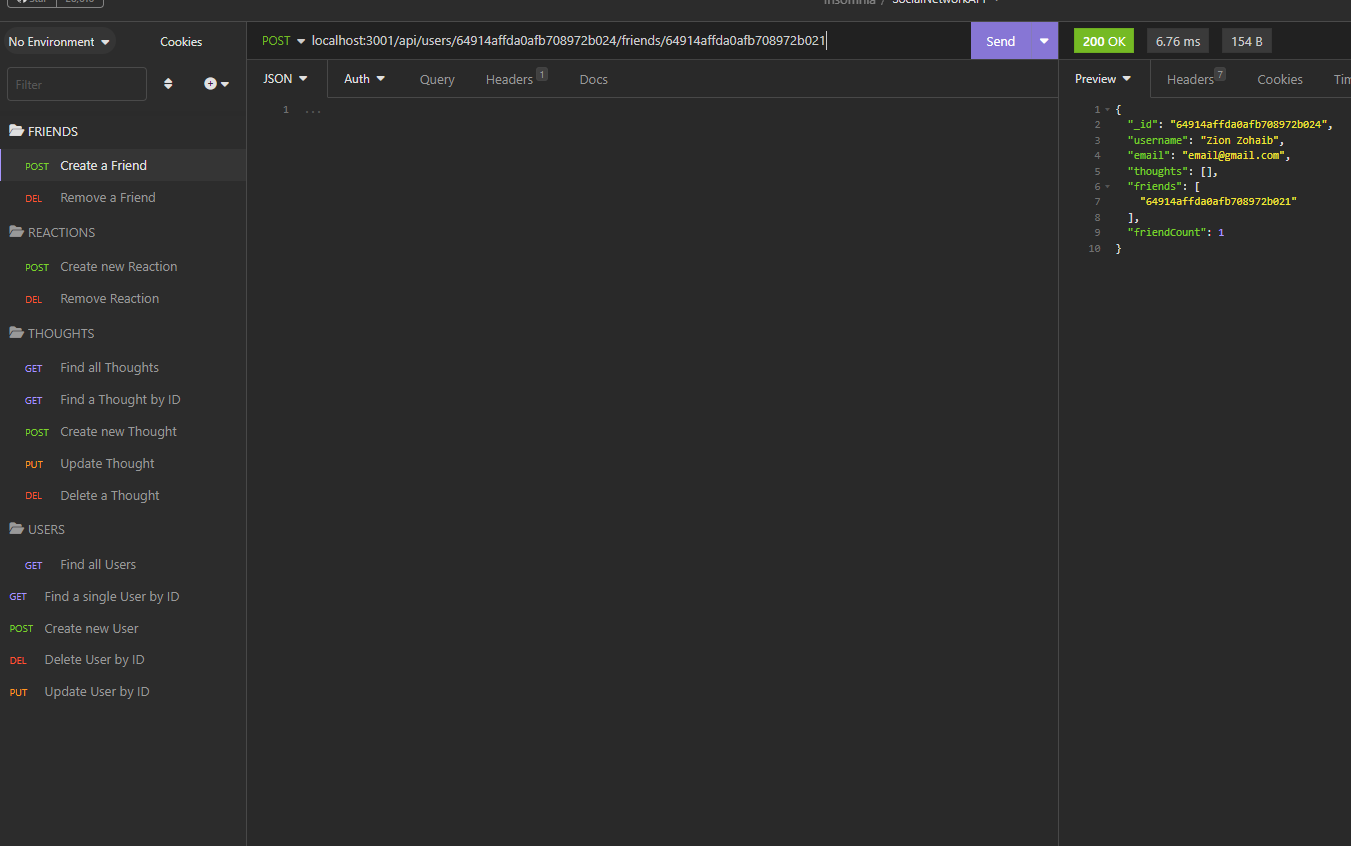 Insomnia / SocialNetworkAPI
No Environment
Cookies
Filter
FRIENDS
POST Create a Friend
DEL Remove a Friend
REACTIONS
POST Create new Reaction
DEL Remove Reaction
THOUGHTS
GET Find all Thoughts
GET Find a Thought by ID
POST Create new Thought
PUT Update Thought
DEL Delete a Thought
USERS
GET Find all Users
GET Find a single User by ID
POST Create new User
DEL Delete User by ID
PUT Update User by ID
POST localhost:3001/api/users/64914affda0afb708972b024/friends/64914affda0afb708972b021
Send
JSON Auth Query Headers 1 Docs
1 ...
200 OK 6.76 ms 154 B
Preview Headers 7 Cookies Tim
1 {
2 "_id": "64914affda0afb708972b024",
3 "username": "Zion Zohaib",
4 "email": "email@gmail.com",
5 "thoughts": [],
6 "friends": [
7 "64914affda0afb708972b021"
8 ],
9 "friendCount": 1
10 }